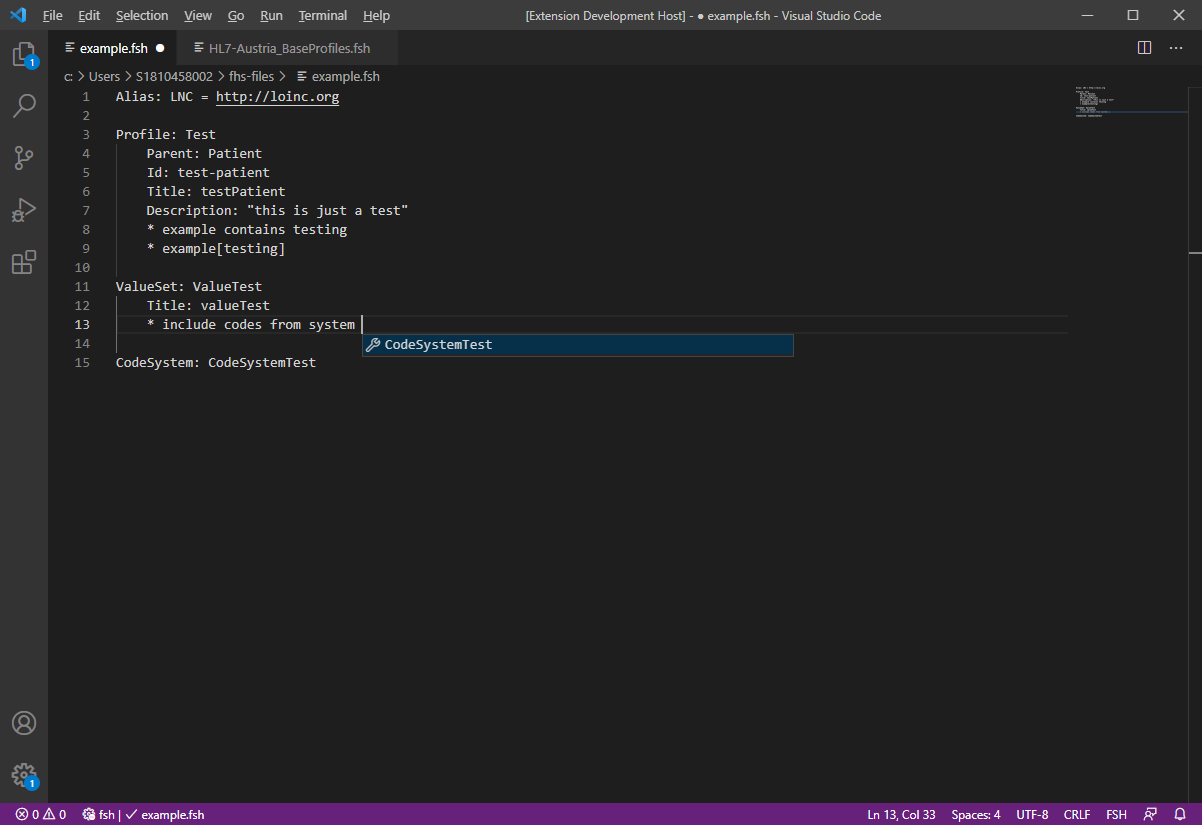 File Edit Selection View Go Run Terminal Help [Extension Development Host] - ● example.fsh - Visual Studio Code
example.fsh ● HL7-Austria_BaseProfiles.fsh
c: > Users > S1810458002 > fhs-files > example.fsh
1 Alias: LNC = http://loinc.org
2
3 Profile: Test
4 Parent: Patient
5 Id: test-patient
6 Title: testPatient
7 Description: "this is just a test"
8 * example contains testing
9 * example[testing]
10
11 ValueSet: ValueTest
12 Title: valueTest
13 * include codes from system
14 CodeSystemTest
15 CodeSystem: CodeSystemTest
1
1
0 0 fsh | ✓ example.fsh Ln 13, Col 33 Spaces: 4 UTF-8 CRLF FSH